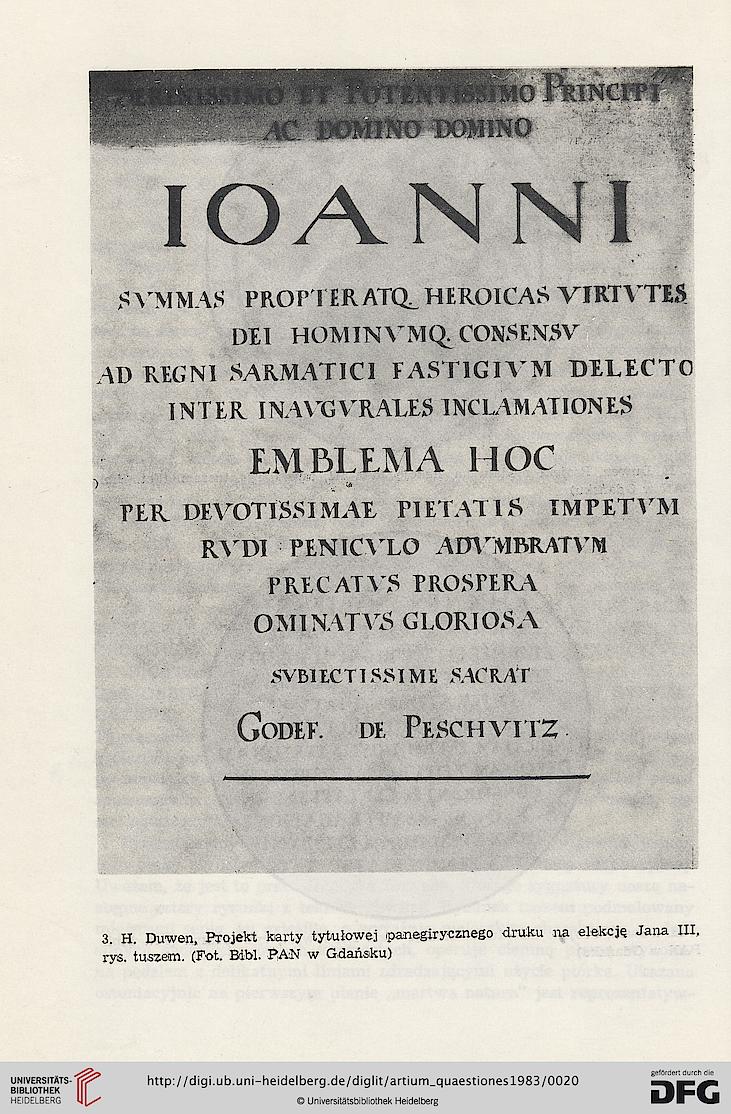 SERENISSIMO ET POTENTISSIMO PRINCIPI
AC DOMINO DOMINO
IOANNI
SVMMAS PROPTER ATQ. HEROICAS VIRTVTES
DEI HOMINVMQ. CONSENSV
AD REGNI SARMATICI FASTIGIVM DELECTO
INTER INAVGVRALES INCLAMATIONES
EMBLEMA HOC
PER DEVOTISSIMAE PIETATIS IMPETVM
RVDI PENICVLO ADVMBRATVM
PRECATVS PROSPERA
OMINATVS GLORIOSA
SVBIECTISSIME SACRAT
GODEF. DE PESCHVITZ.
3. H. Duwen, Projekt karty tytułowej panegirycznego druku na elekcję Jana III,
rys. tuszem. (Fot. Bibl. PAN w Gdańsku)
UNIVERSITÄTS-
BIBLIOTHEK
HEIDELBERG
http://digi.ub.uni-heidelberg.de/diglit/artium_quaestiones1983/0020
© Universitätsbibliothek Heidelberg
gefördert durch die
DFG